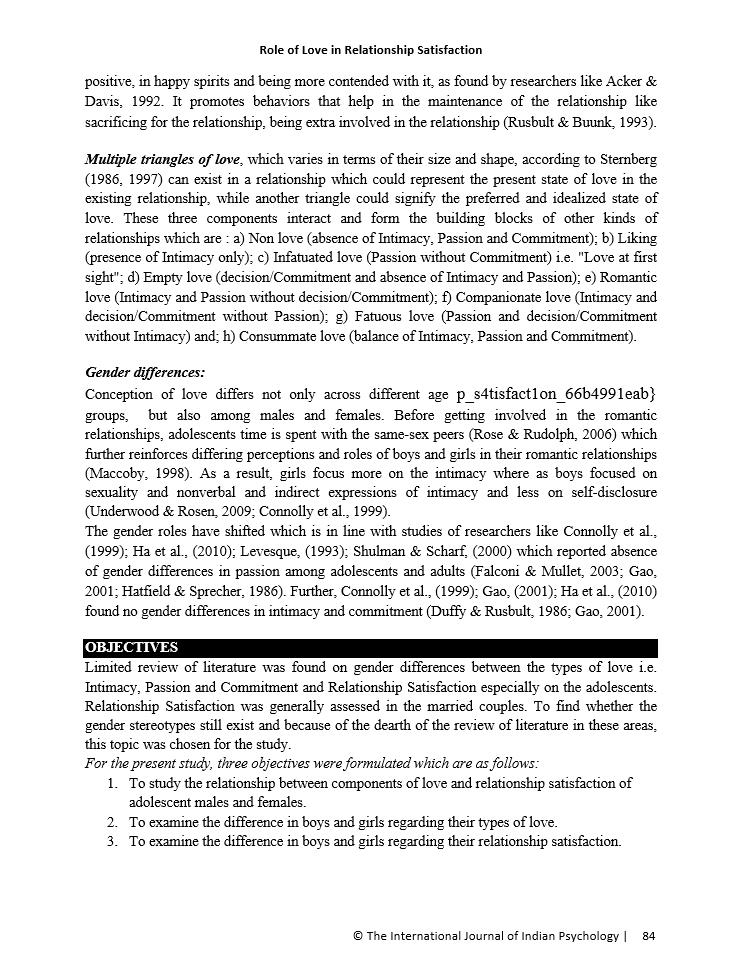 Role of Love in Relationship Satisfaction
positive, in happy spirits and being more contended with it, as found by researchers like Acker &
Davis, 1992. It promotes behaviors that help in the maintenance of the relationship like
sacrificing for the relationship, being extra involved in the relationship (Rusbult & Buunk, 1993).
Multiple triangles of love, which varies in terms of their size and shape, according to Sternberg
(1986, 1997) can exist in a relationship which could represent the present state of love in the
existing relationship, while another triangle could signify the preferred and idealized state of
love. These three components interact and form the building blocks of other kinds of
relationships which are : a) Non love (absence of Intimacy, Passion and Commitment); b) Liking
(presence of Intimacy only); c) Infatuated love (Passion without Commitment) i.e. "Love at first
sight"; d) Empty love (decision/Commitment and absence of Intimacy and Passion); e) Romantic
love (Intimacy and Passion without decision/Commitment); f) Companionate love (Intimacy and
decision/Commitment without Passion); g) Fatuous love (Passion and decision/Commitment
without Intimacy) and; h) Consummate love (balance of Intimacy, Passion and Commitment).
Gender differences:
Conception of love differs not only across different age p_s4tisfact1on_66b4991eab}
groups, but also among males and females. Before getting involved in the romantic
relationships, adolescents time is spent with the same-sex peers (Rose & Rudolph, 2006) which
further reinforces differing perceptions and roles of boys and girls in their romantic relationships
(Maccoby, 1998). As a result, girls focus more on the intimacy where as boys focused on
sexuality and nonverbal and indirect expressions of intimacy and less on self-disclosure
(Underwood & Rosen, 2009; Connolly et al., 1999).
The gender roles have shifted which is in line with studies of researchers like Connolly et al.,
(1999); Ha et al., (2010); Levesque, (1993); Shulman & Scharf, (2000) which reported absence
of gender differences in passion among adolescents and adults (Falconi & Mullet, 2003; Gao,
2001; Hatfield & Sprecher, 1986). Further, Connolly et al., (1999); Gao, (2001); Ha et al., (2010)
found no gender differences in intimacy and commitment (Duffy & Rusbult, 1986; Gao, 2001).
OBJECTIVES
Limited review of literature was found on gender differences between the types of love i.e.
Intimacy, Passion and Commitment and Relationship Satisfaction especially on the adolescents.
Relationship Satisfaction was generally assessed in the married couples. To find whether the
gender stereotypes still exist and because of the dearth of the review of literature in these areas,
this topic was chosen for the study.
For the present study, three objectives were formulated which are as follows:
1. To study the relationship between components of love and relationship satisfaction of
adolescent males and females.
2. To examine the difference in boys and girls regarding their types of love.
3. To examine the difference in boys and girls regarding their relationship satisfaction.
© The International Journal of Indian Psychology | 84